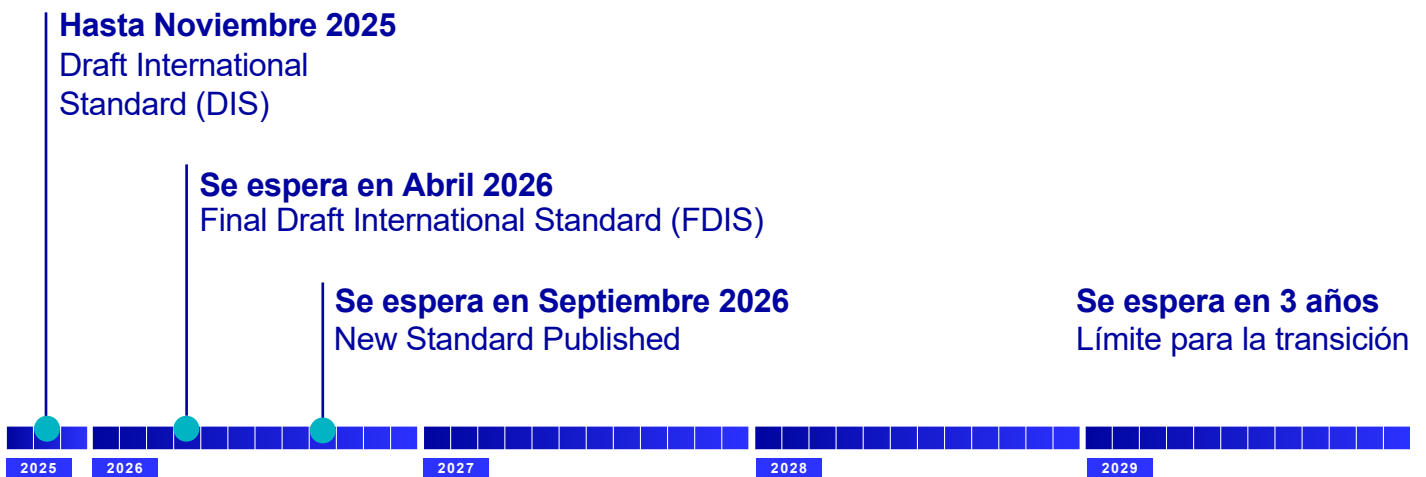 Hasta Noviembre 2025
Draft International
Standard (DIS)
Se espera en Abril 2026
Final Draft International Standard (FDIS)
Se espera en Septiembre 2026
New Standard Published
Se espera en 3 años
Límite para la transición
2025
2026
2027
2028
2029